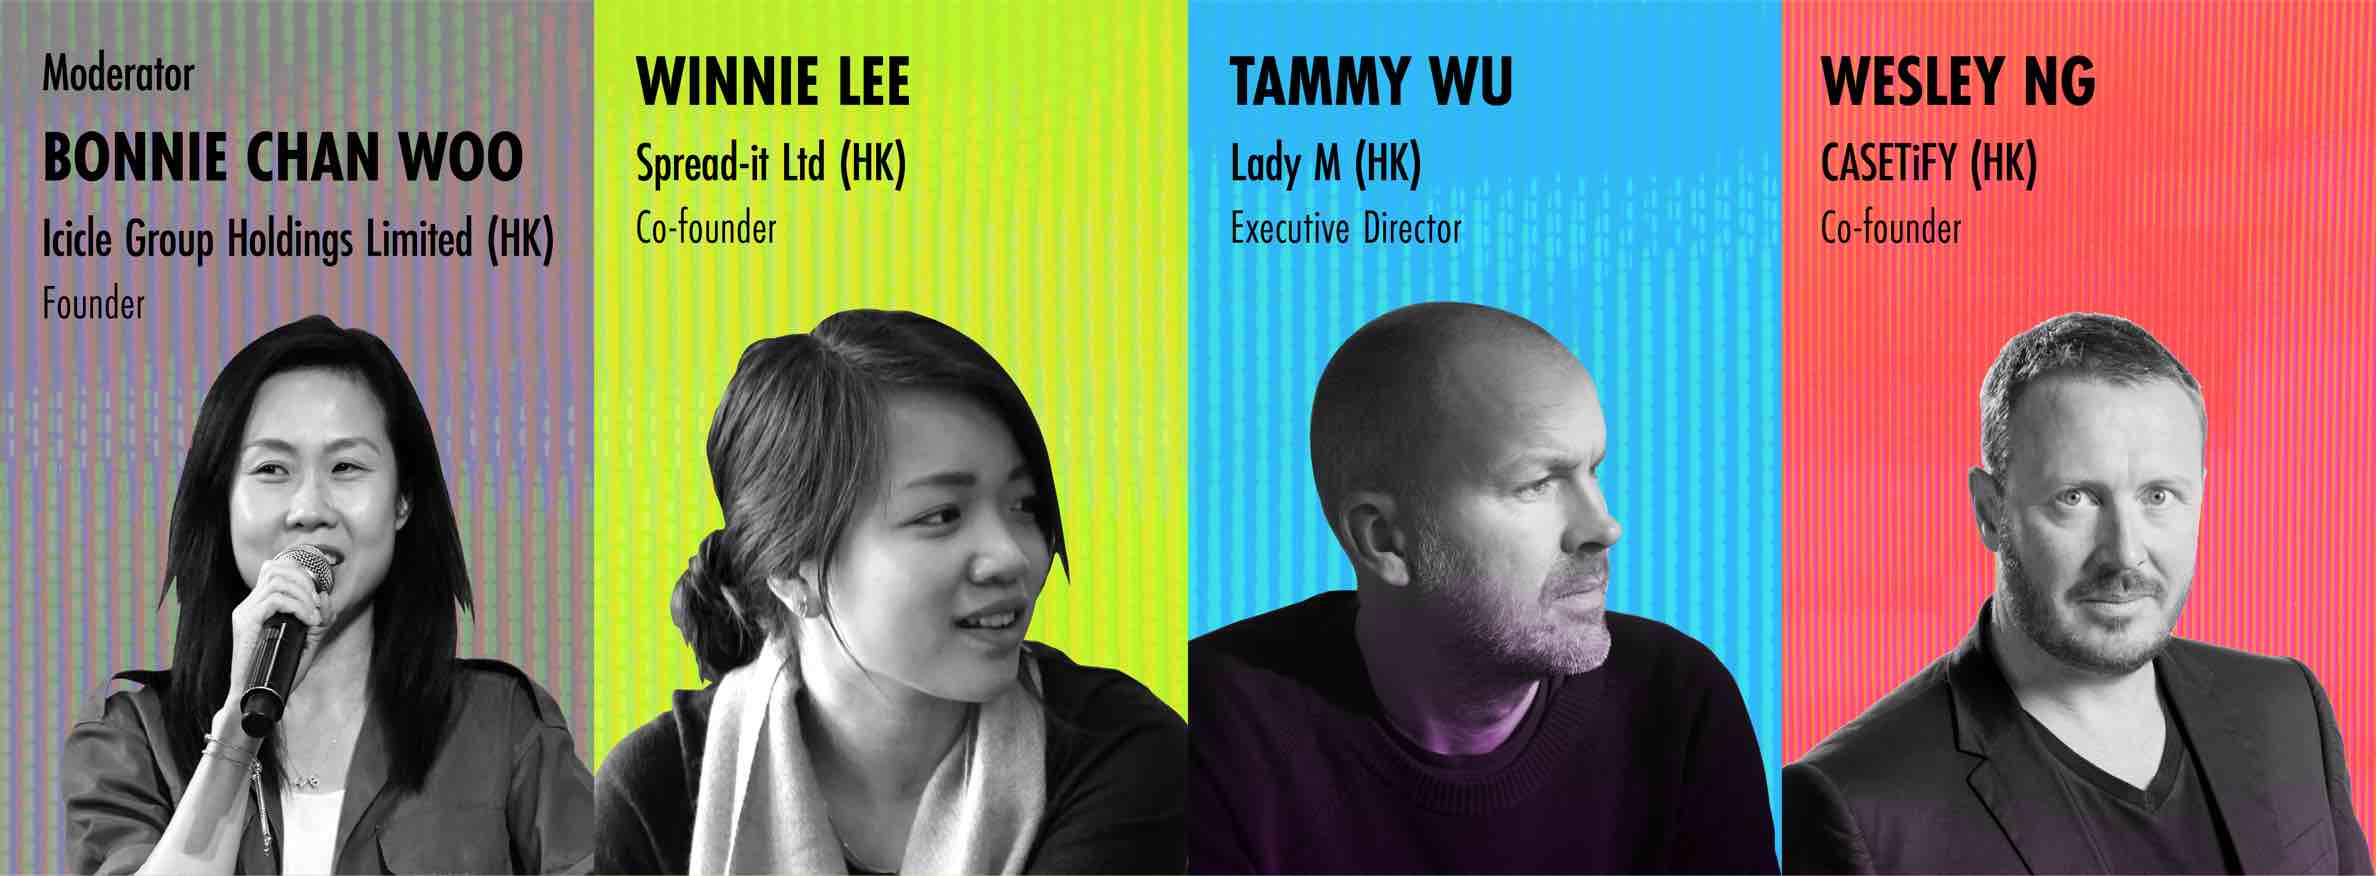 Moderator
BONNIE CHAN WOO
Icicle Group Holdings Limited (HK)
Founder
WINNIE LEE
Spread-it Ltd (HK)
Co-founder
TAMMY WU
Lady M (HK)
Executive Director
WESLEY NG
CASETiFY (HK)
Co-founder